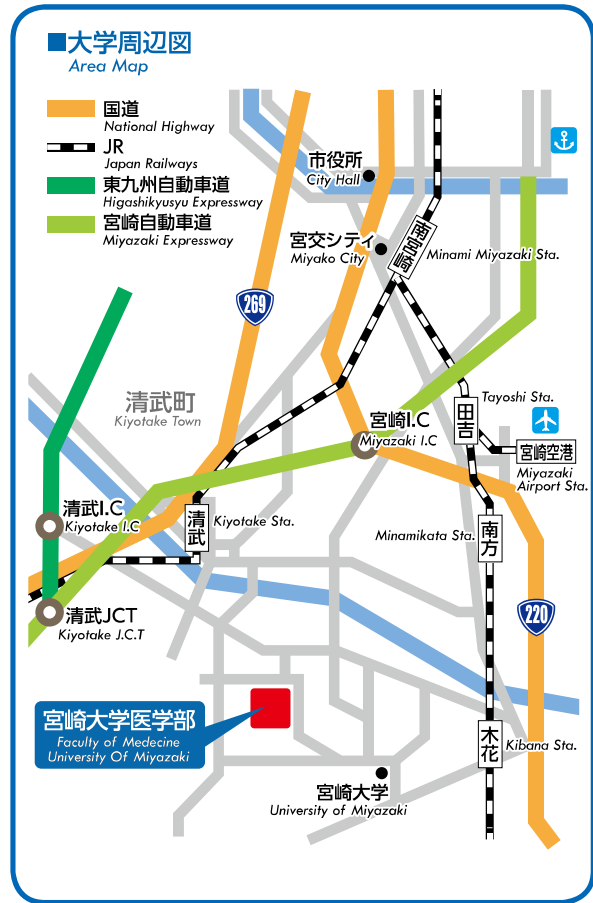 ■大学周辺図
Area Map
国道
National Highway
JR
Japan Railways
東九州自動車道
Higashikyusyu Expressway
宮崎自動車道
Miyazaki Expressway
市役所
City Hall
宮交シティ
Miyako City
南宮崎
Minami Miyazaki Sta.
269
清武町
Kiyotake Town
宮崎I.C
Miyazaki I.C
Tayoshi Sta.
田吉
宮崎空港
Miyazaki
Airport Sta.
清武I.C
Kiyotake I.C
清武
Kiyotake Sta.
Minamikata Sta.
南方
清武JCT
Kiyotake J.C.T
220
宮崎大学医学部
Faculty of Medecine
University Of Miyazaki
木花
Kibana Sta.
宮崎大学
University of Miyazaki